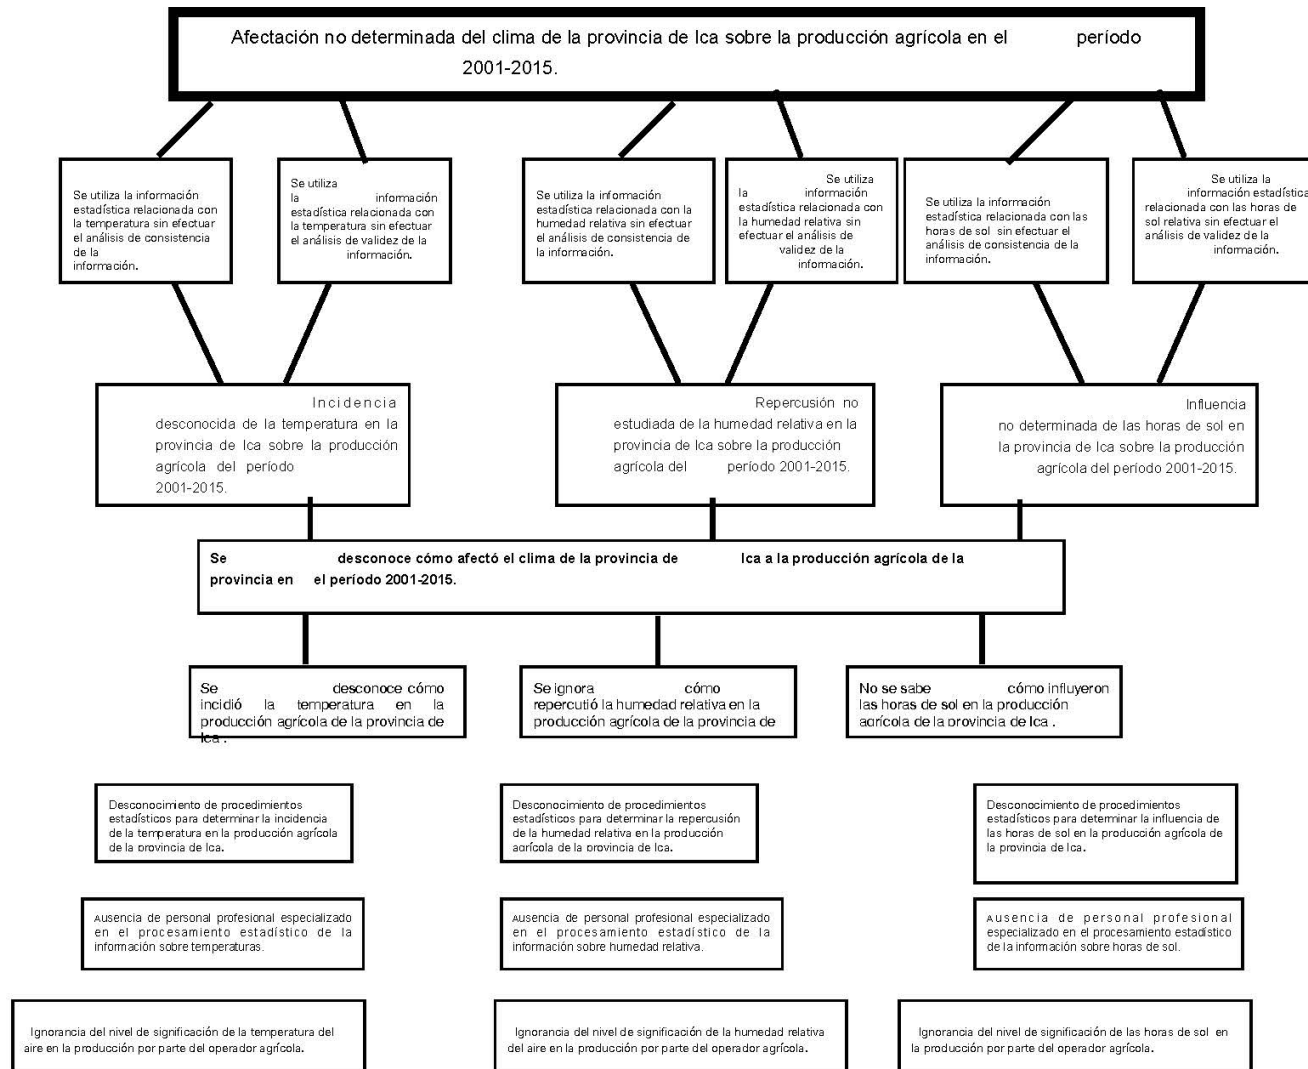 Afectación no determinada del clima de la provincia de Ica sobre la producción agrícola en el período
2001-2015.
Se utiliza la información
estadística relacionada con
la temperatura sin efectuar
el análisis de consistencia
de la
información.
Se utiliza
la información
estadística relacionada con
la temperatura sin efectuar
el análisis de validez de la
información.
Se utiliza la información
estadística relacionada con la
humedad relativa sin efectuar
el análisis de consistencia de
la información.
Se utiliza
la información
estadística relacionada con
la humedad relativa sin
efectuar el análisis de
validez de la
información.
Se utiliza la información
estadística relacionada con las
horas de sol sin efectuar el
análisis de consistencia de la
información.
Se utiliza la
información estadística
relacionada con las horas de
sol relativa sin efectuar el
análisis de validez de la
información.
Incidencia
desconocida de la temperatura en la
provincia de Ica sobre la producción
agrícola del período
2001-2015.
Repercusión no
estudiada de la humedad relativa en la
provincia de Ica sobre la producción
agrícola del período 2001-2015.
Influencia
no determinada de las horas de sol en
la provincia de Ica sobre la producción
agrícola del período 2001-2015.
Se desconoce cómo afectó el clima de la provincia de Ica a la producción agrícola de la
provincia en el período 2001-2015.
Se desconoce cómo
incidió la temperatura en la
producción agrícola de la provincia de
Ica .
Se ignora cómo
repercutió la humedad relativa en la
producción agrícola de la provincia de
No se sabe cómo influyeron
las horas de sol en la producción
agrícola de la provincia de Ica .
Desconocimiento de procedimientos
estadísticos para determinar la incidencia
de la temperatura en la producción agrícola
de la provincia de Ica.
Desconocimiento de procedimientos
estadísticos para determinar la repercusión
de la humedad relativa en la producción
agrícola de la provincia de Ica.
Desconocimiento de procedimientos
estadísticos para determinar la influencia de
las horas de sol en la producción agrícola de
la provincia de Ica.
Ausencia de personal profesional especializado
en el procesamiento estadístico de la
información sobre temperaturas.
Ausencia de personal profesional especializado
en el procesamiento estadístico de la
información sobre humedad relativa.
Ausencia de personal profesional
especializado en el procesamiento estadístico
de la información sobre horas de sol.
Ignorancia del nivel de significación de la temperatura del
aire en la producción por parte del operador agrícola.
Ignorancia del nivel de significación de la humedad relativa
del aire en la producción por parte del operador agrícola.
Ignorancia del nivel de significación de las horas de sol en
la producción por parte del operador agrícola.